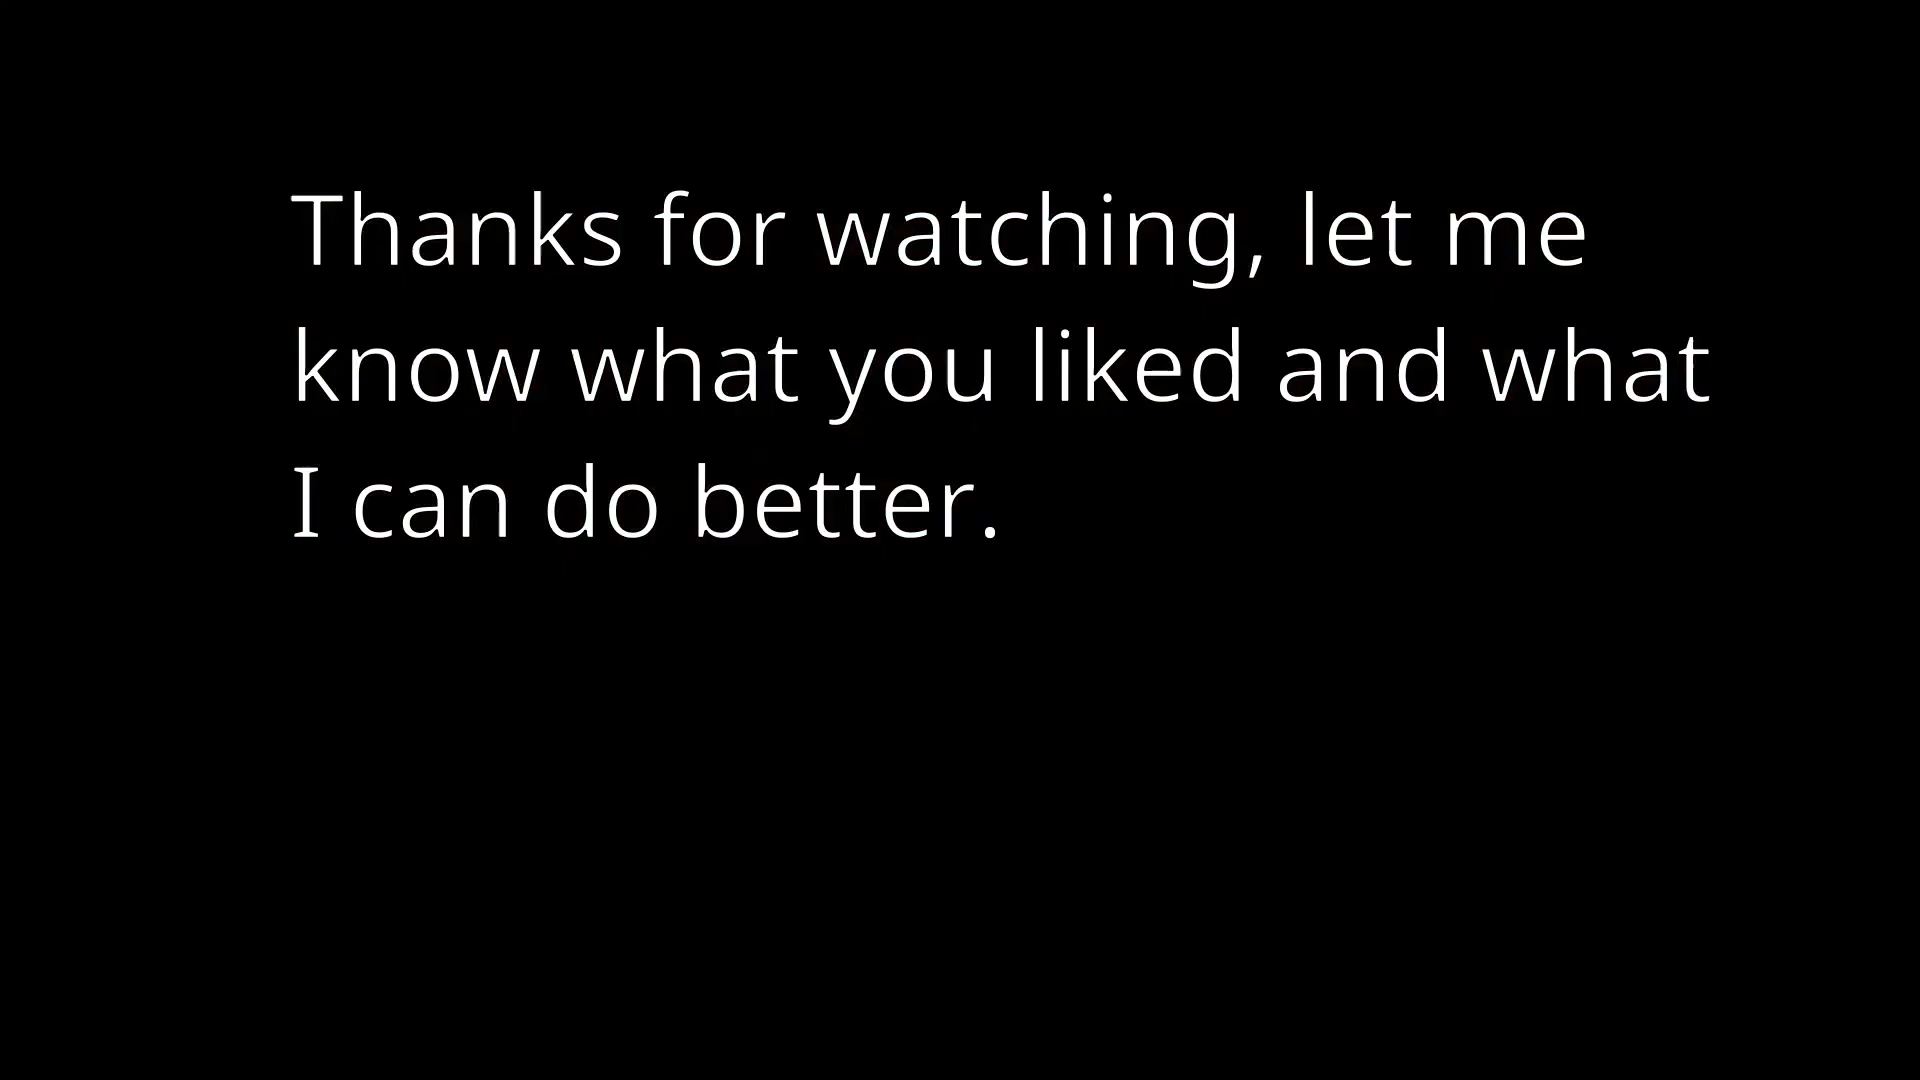 Thanks for watching, let me
know what you liked and what
I can do better.